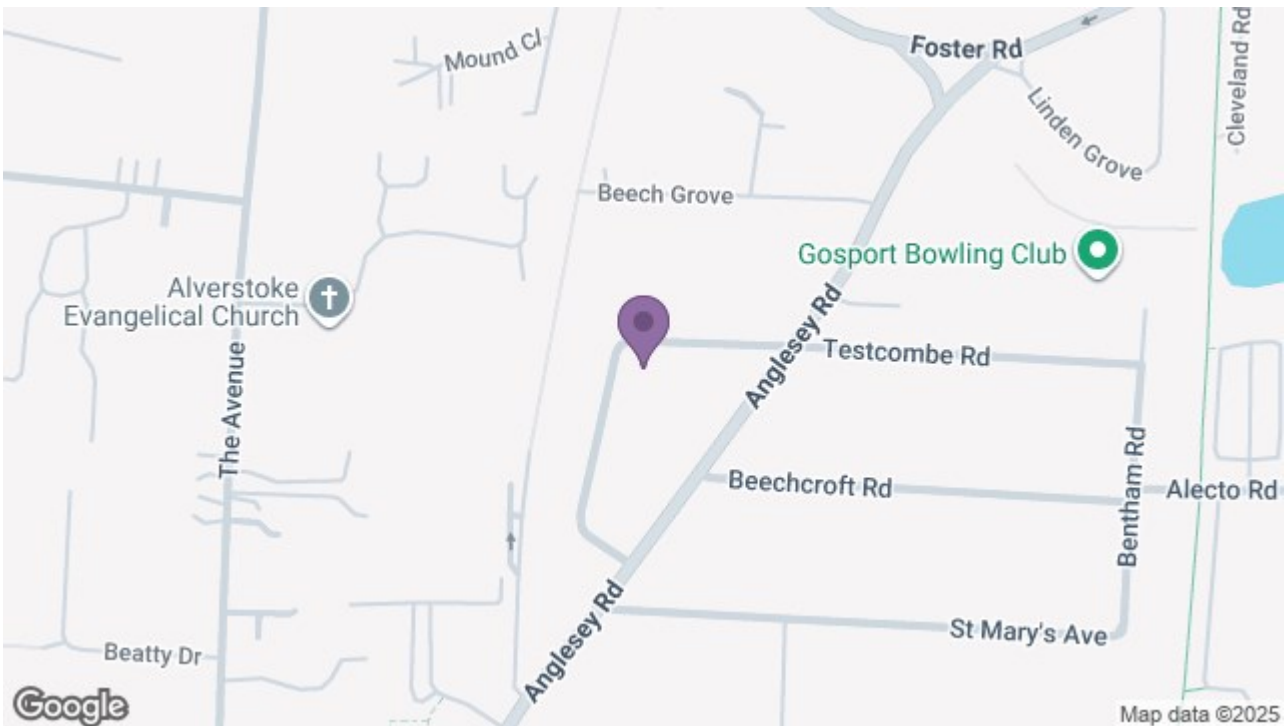 Mound Cl
Foster Rd
Cleveland Rd
Linden Grove
Beech Grove
Gosport Bowling Club
Alverstoke
Evangelical Church
Anglesey Rd
Testcombe Rd
The Avenue
Beechcroft Rd
Alecto Rd
Bentham Rd
Anglesey Rd
St Mary's Ave
Beatty Dr
Google
Map data ©2025